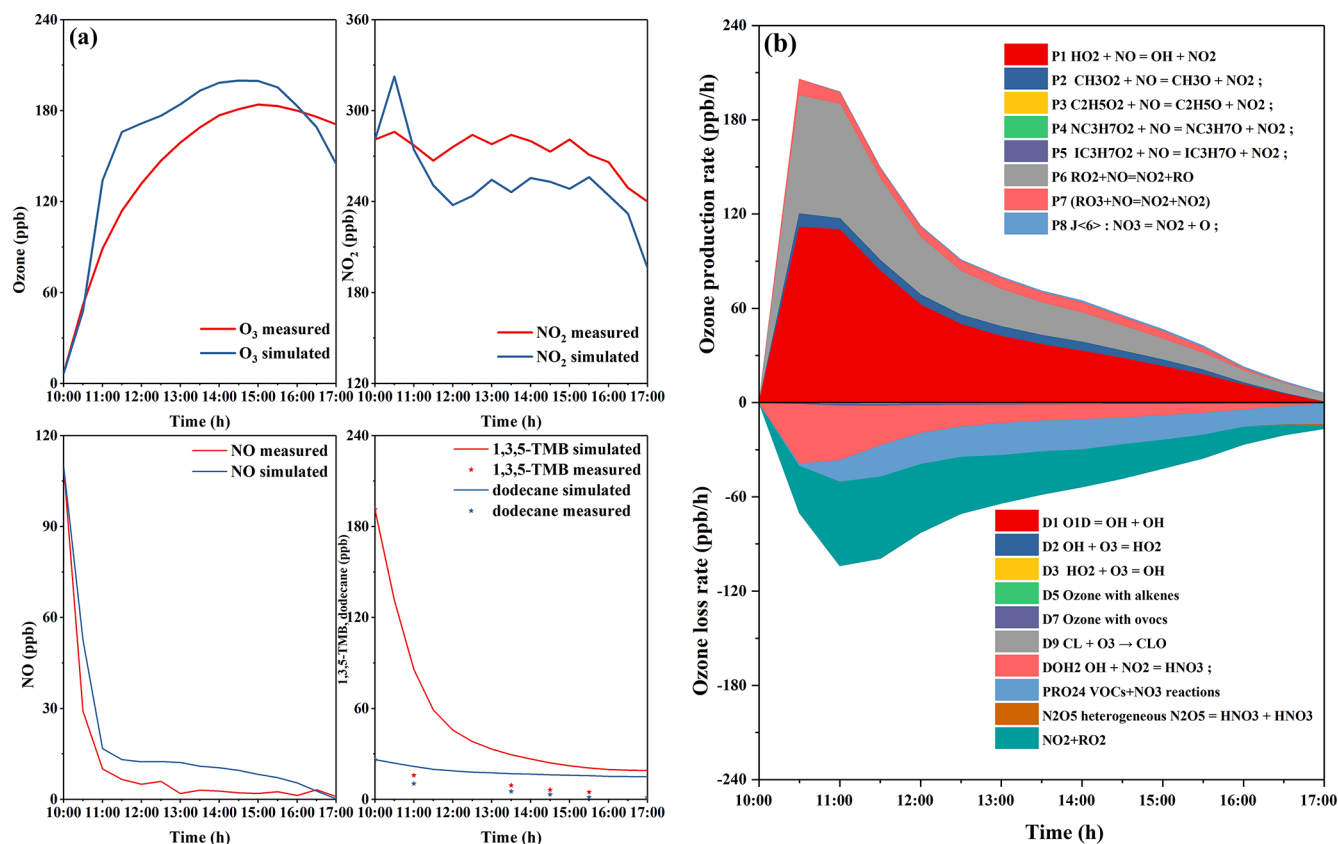 (a)
240
180
120
60
0
Ozone (ppb)
O3 measured
O3 simulated
10:00 11:00 12:00 13:00 14:00 15:00 16:00 17:00
Time (h)
360
300
240
180
120
NO2 (ppb)
NO2 measured
NO2 simulated
10:00 11:00 12:00 13:00 14:00 15:00 16:00 17:00
Time (h)
120
90
60
30
0
NO (ppb)
NO measured
NO simulated
10:00 11:00 12:00 13:00 14:00 15:00 16:00 17:00
Time (h)
240
180
120
60
0
1,3,5-TMB, dodecane (ppb)
1,3,5-TMB simulated
1,3,5-TMB measured
dodecane simulated
dodecane measured
10:00 11:00 12:00 13:00 14:00 15:00 16:00 17:00
Time (h)
(b)
240
180
120
60
0
-60
-120
-180
-240
Ozone production rate (ppb/h)
Ozone loss rate (ppb/h)
P1 HO2 + NO = OH + NO2
P2 CH3O2 + NO = CH3O + NO2 ;
P3 C2H5O2 + NO = C2H5O + NO2 ;
P4 NC3H7O2 + NO = NC3H7O + NO2 ;
P5 IC3H7O2 + NO = IC3H7O + NO2 ;
P6 RO2+NO=NO2+RO
P7 (RO3+NO=NO2+NO2)
P8 J<6> : NO3 = NO2 + O ;
D1 O1D = OH + OH
D2 OH + O3 = HO2
D3 HO2 + O3 = OH
D5 Ozone with alkenes
D7 Ozone with ovocs
D9 CL + O3 → CLO
DOH2 OH + NO2 = HNO3 ;
PRO24 VOCs+NO3 reactions
N2O5 heterogeneous N2O5 = HNO3 + HNO3
NO2+RO2
10:00 11:00 12:00 13:00 14:00 15:00 16:00 17:00
Time (h)